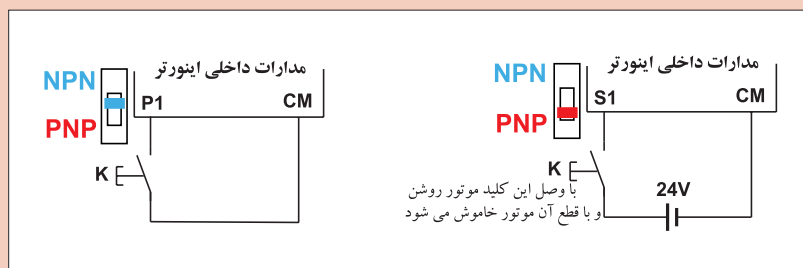 مدارات داخلی اینورتر
NPN
PNP
P1
CM
K
مدارات داخلی اینورتر
NPN
PNP
S1
CM
K
24V
با وصل این کلید موتور روشن
و با قطع آن موتور خاموش می شود